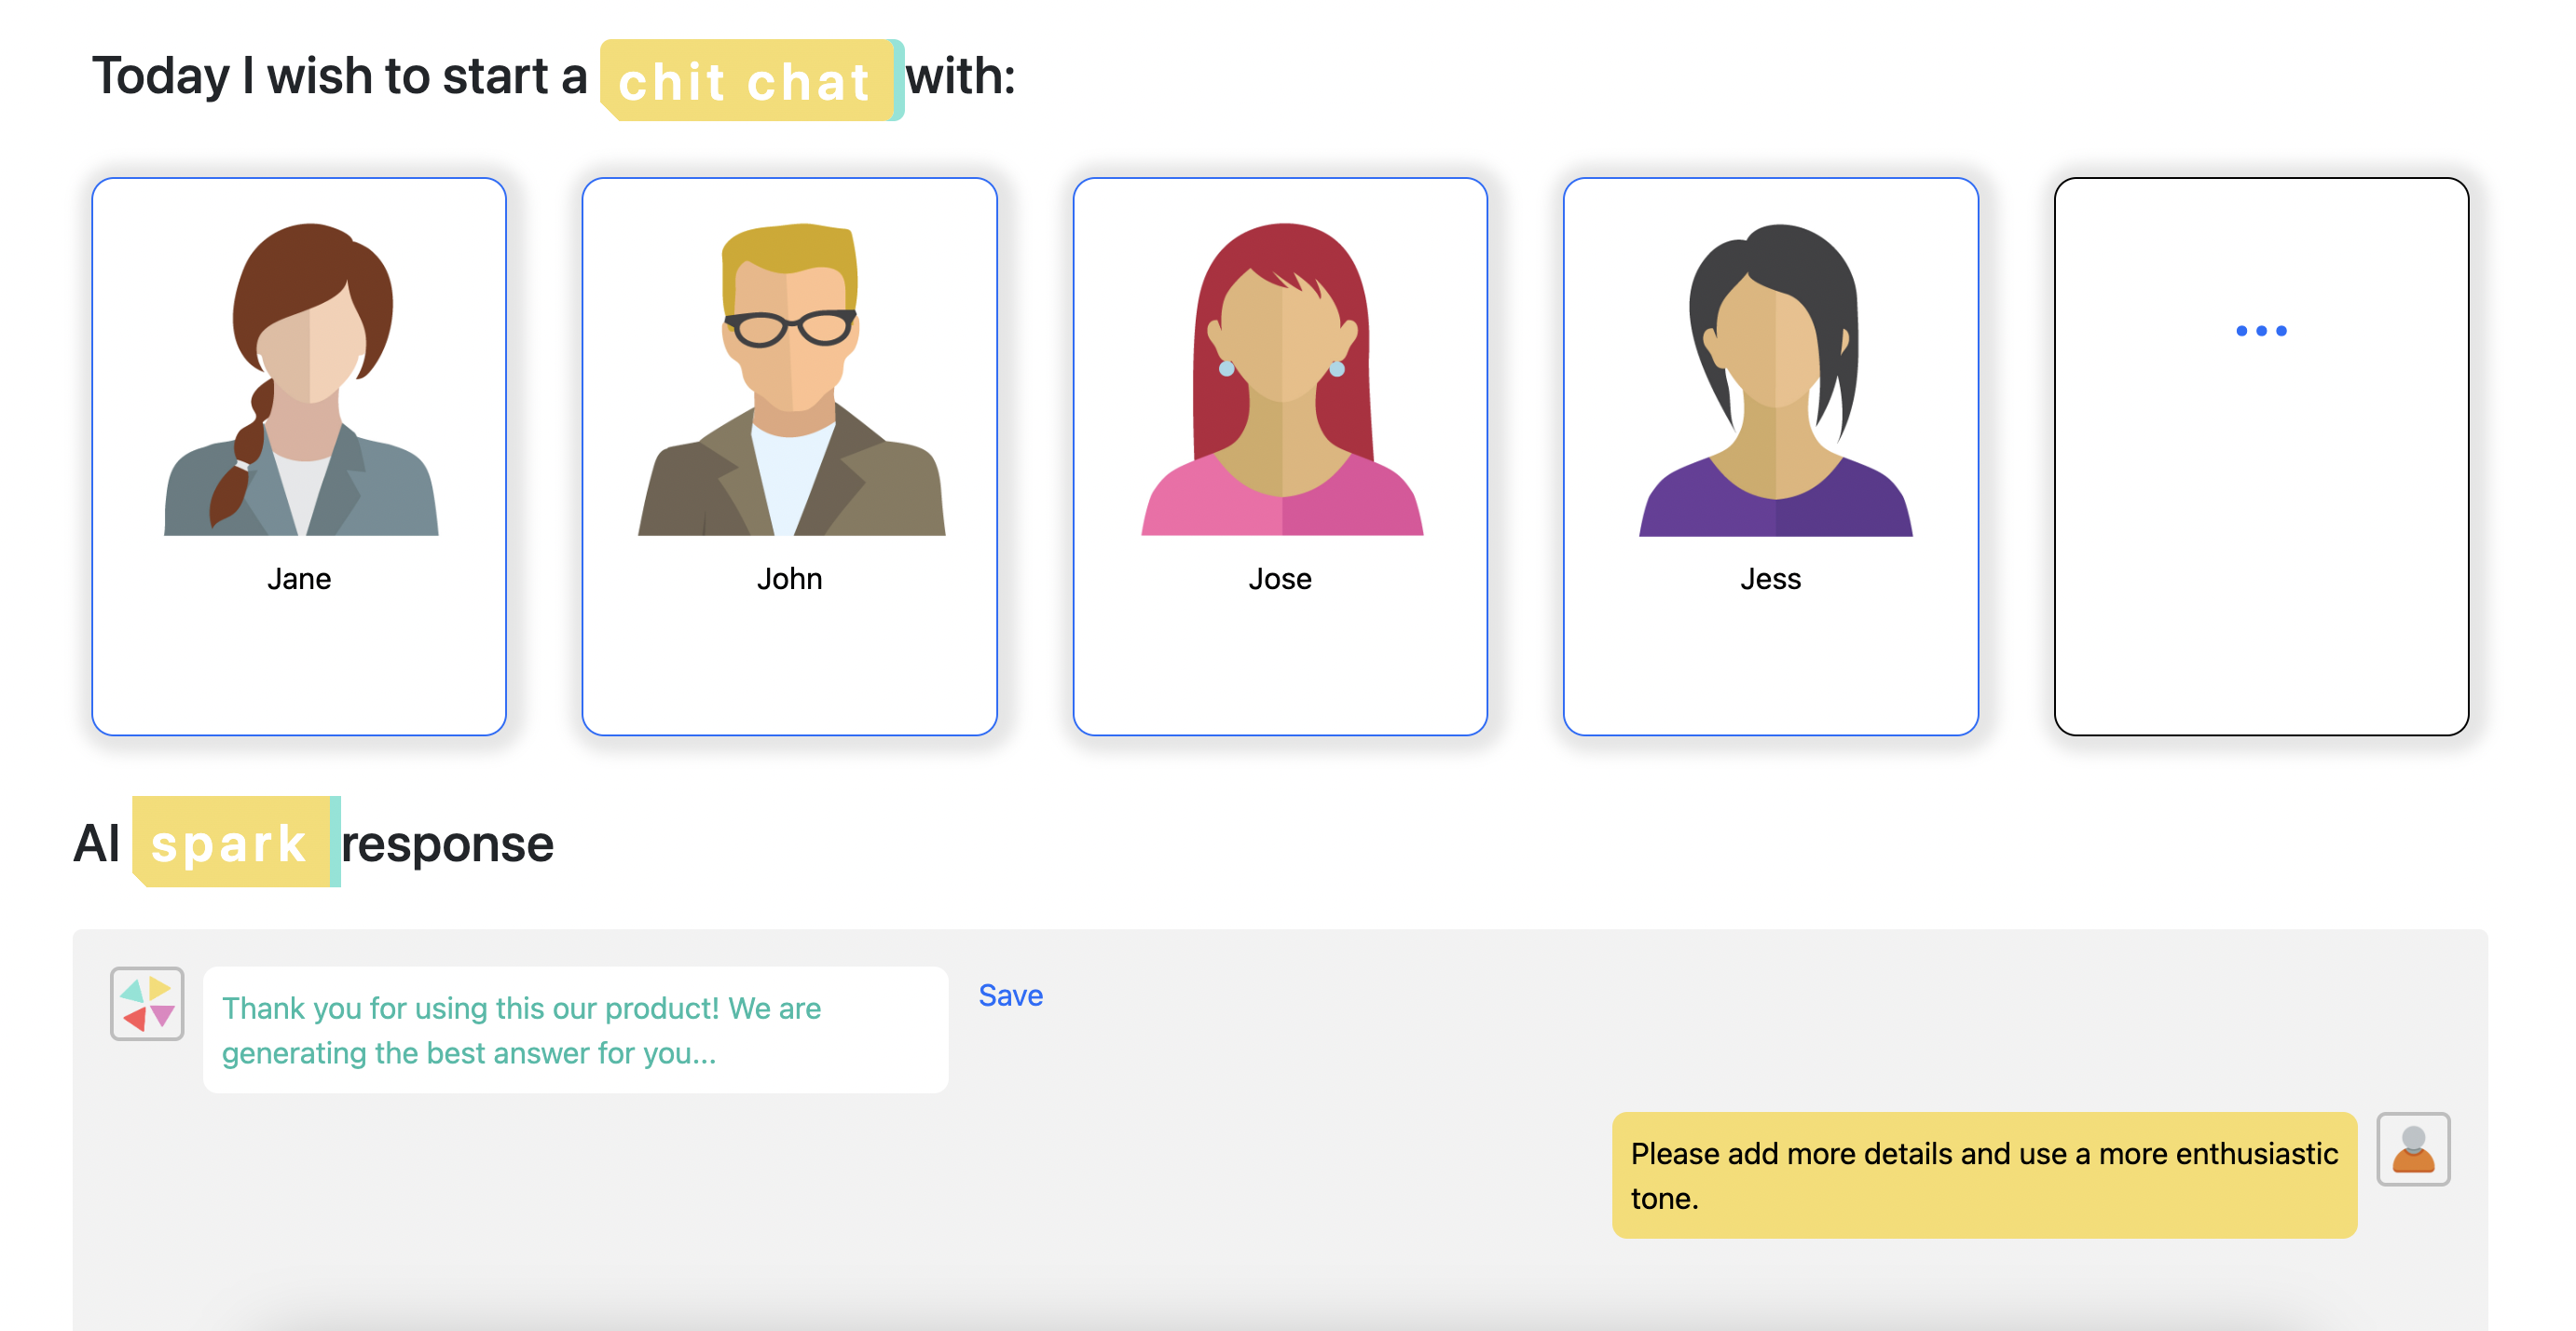 Today I wish to start a chit chat with:
Jane
John
Jose
Jess
AI spark response
Thank you for using this our product! We are
generating the best answer for you...
Save
Please add more details and use a more enthusiastic
tone.